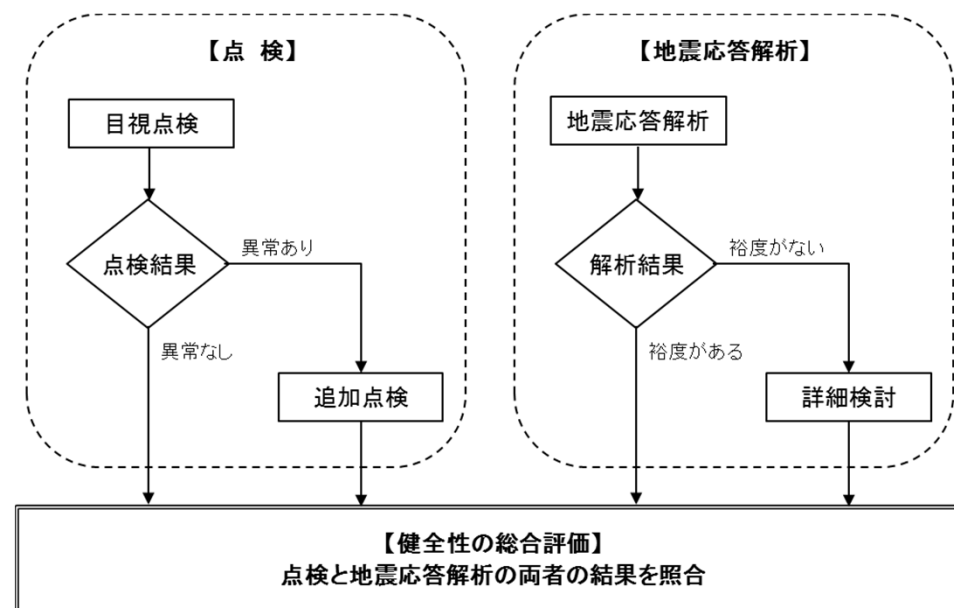 【点 検】
目視点検
点検結果
異常あり
異常なし
追加点検
【地震応答解析】
地震応答解析
解析結果
裕度がない
裕度がある
詳細検討
【健全性の総合評価】
点検と地震応答解析の両者の結果を照合